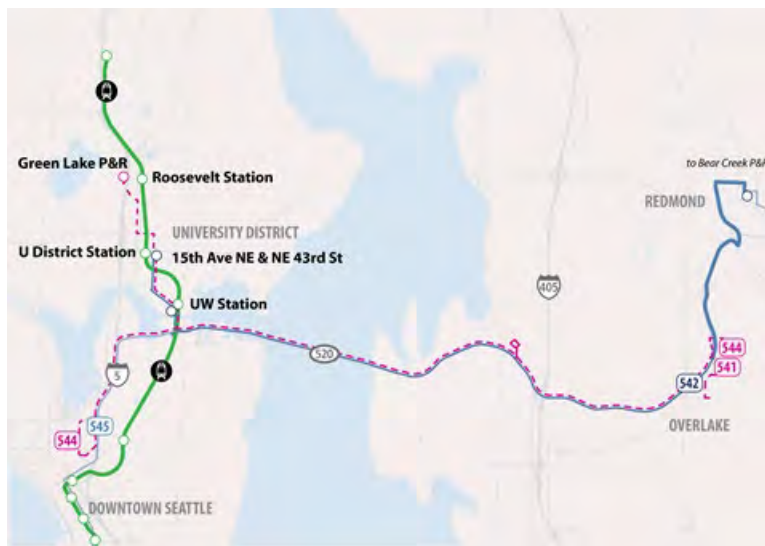 Green Lake P&R
Roosevelt Station
to Bear Creek P&R
REDMOND
UNIVERSITY DISTRICT
U District Station
15th Ave NE & NE 43rd St
UW Station
405
520
5
544
541
542
545
544
OVERLAKE
DOWNTOWN SEATTLE